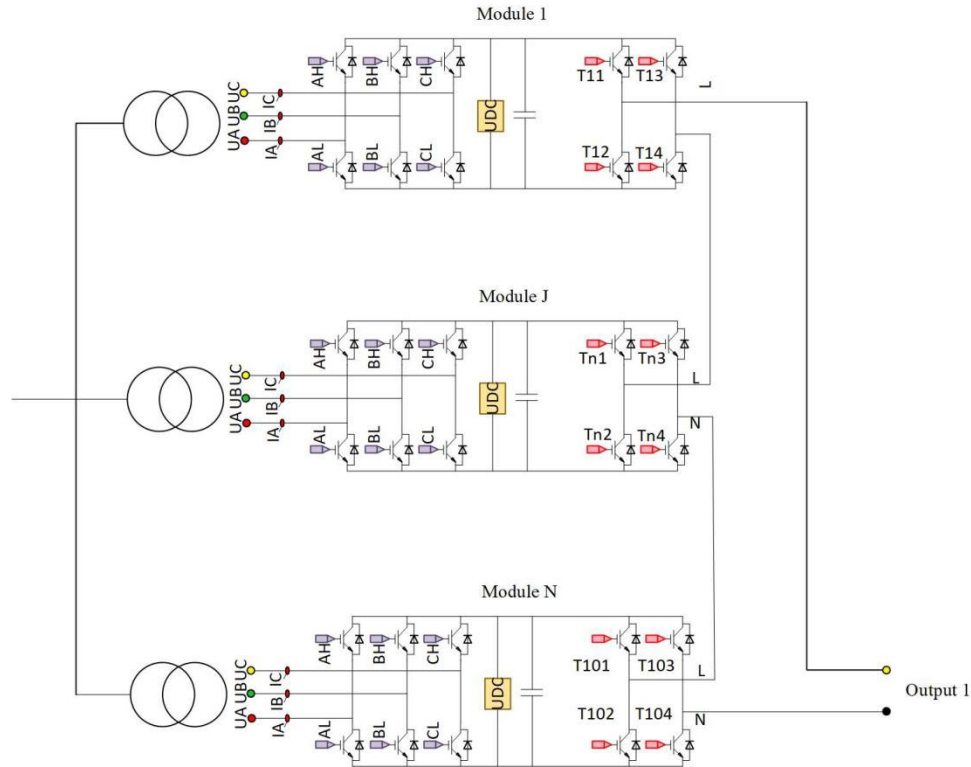 Module 1
AH
BH
CH
T11
T13
L
UC
UB
UA
IC
IB
IA
UDC
AL
BL
CL
T12
T14
Module J
AH
BH
CH
Tn1
Tn3
L
UC
UB
UA
IC
IB
IA
UDC
N
AL
BL
CL
Tn2
Tn4
Module N
AH
BH
CH
T101
T103
L
UC
UB
UA
IC
IB
IA
UDC
Output 1
N
AL
BL
CL
T102
T104